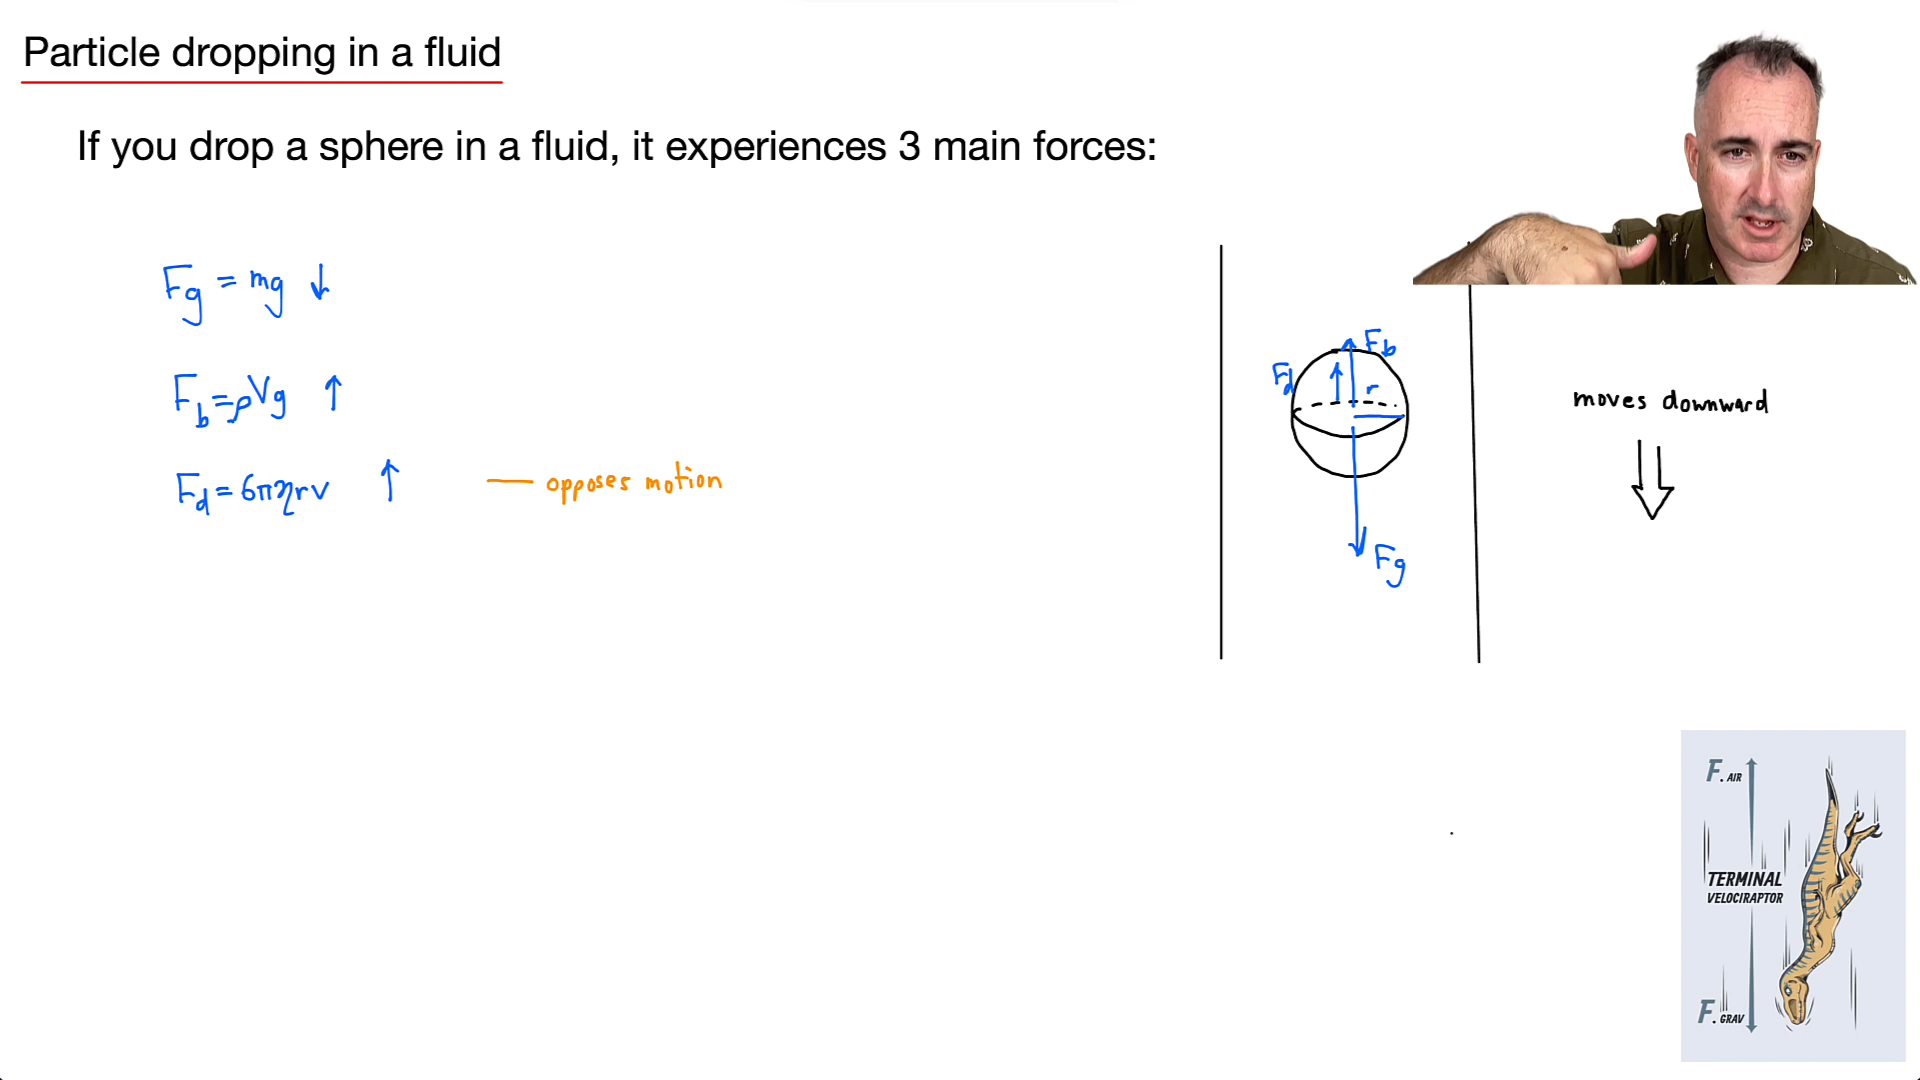 Particle dropping in a fluid
If you drop a sphere in a fluid, it experiences 3 main forces:
Fg = mg ↓
Fb = ρVg ↑
Fd = 6πηrv ↑ — opposes motion
Fb
Fd
r
Fg
moves downward
F. AIR
TERMINAL
VELOCIRAPTOR
F. GRAV